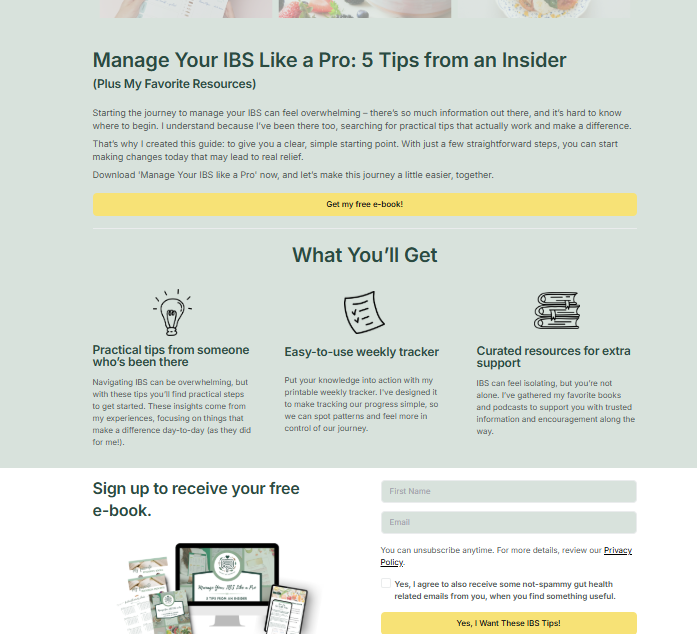 Manage Your IBS Like a Pro: 5 Tips from an Insider
(Plus My Favorite Resources)
Starting the journey to manage your IBS can feel overwhelming – there's so much information out there, and it's hard to know
where to begin. I understand because I've been there too, searching for practical tips that actually work and make a difference.
That's why I created this guide: to give you a clear, simple starting point. With just a few straightforward steps, you can start
making changes today that may lead to real relief.
Download 'Manage Your IBS like a Pro' now, and let's make this journey a little easier, together.
Get my free e-book!
What You'll Get
Practical tips from someone
who's been there
Navigating IBS can be overwhelming, but
with these tips you'll find practical steps
to get started. These insights come from
my experiences, focusing on things that
make a difference day-to-day (as they did
for me!).
Easy-to-use weekly tracker
Put your knowledge into action with my
printable weekly tracker. I've designed it
to make tracking our progress simple, so
we can spot patterns and feel more in
control of our journey.
Curated resources for extra
support
IBS can feel isolating, but you're not
alone. I've gathered my favorite books
and podcasts to support you with trusted
information and encouragement along the
way.
Sign up to receive your free
e-book.
Manage Your IBS Like a Pro
5 TIPS FROM AN INSIDER
First Name
Email
You can unsubscribe anytime. For more details, review our Privacy
Policy.
Yes, I agree to also receive some not-spammy gut health
related emails from you, when you find something useful.
Yes, I Want These IBS Tips!